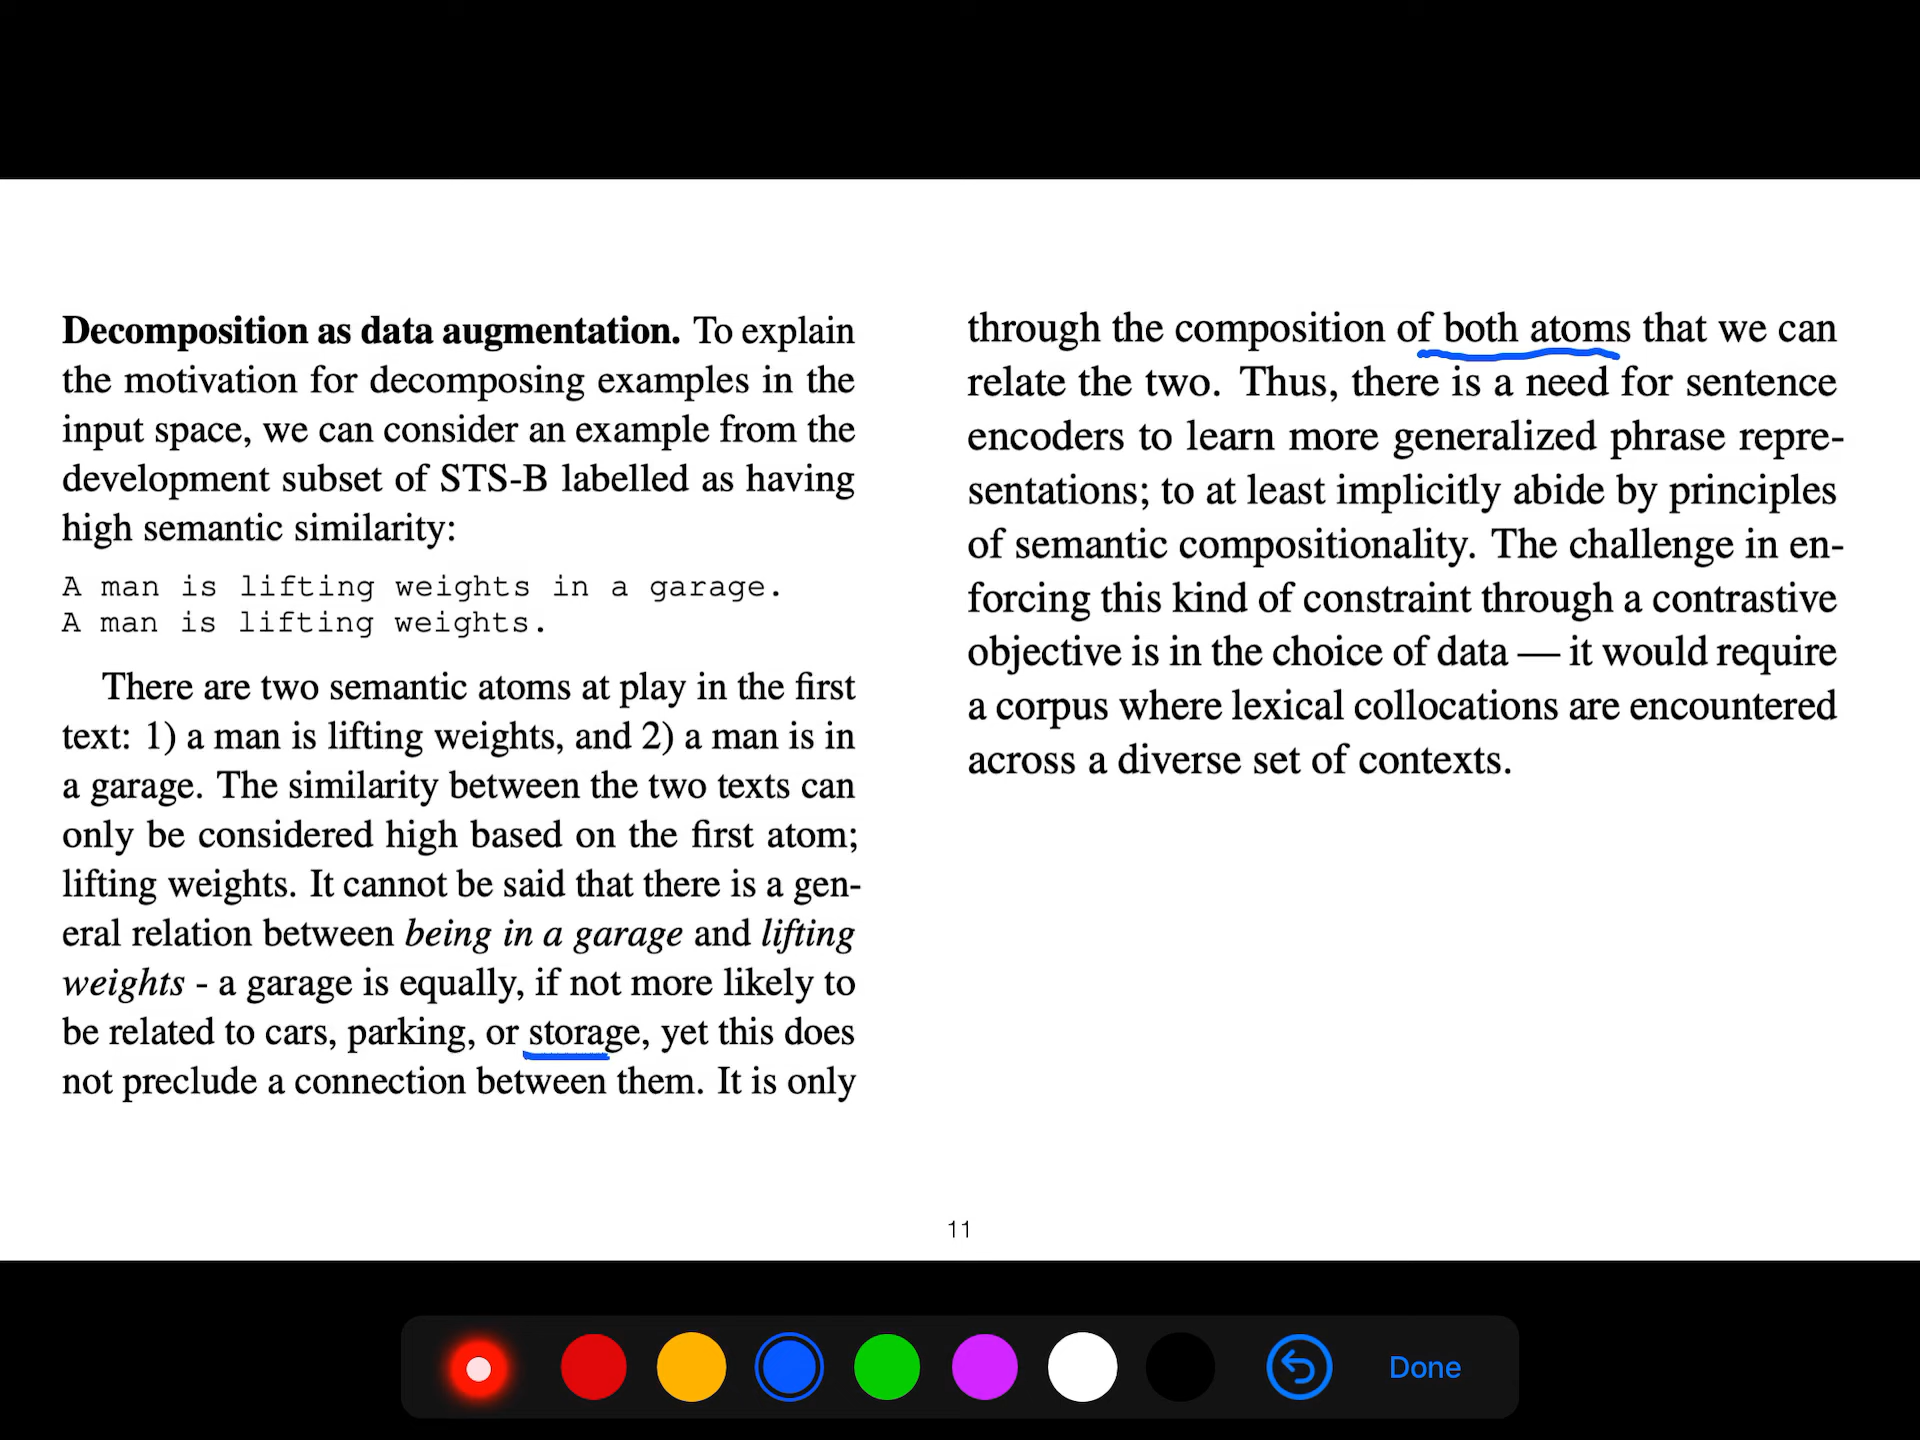 Decomposition as data augmentation. To explain
the motivation for decomposing examples in the
input space, we can consider an example from the
development subset of STS-B labelled as having
high semantic similarity:
A man is lifting weights in a garage.
A man is lifting weights.
There are two semantic atoms at play in the first
text: 1) a man is lifting weights, and 2) a man is in
a garage. The similarity between the two texts can
only be considered high based on the first atom;
lifting weights. It cannot be said that there is a gen-
eral relation between being in a garage and lifting
weights - a garage is equally, if not more likely to
be related to cars, parking, or storage, yet this does
not preclude a connection between them. It is only
through the composition of both atoms that we can
relate the two. Thus, there is a need for sentence
encoders to learn more generalized phrase repre-
sentations; to at least implicitly abide by principles
of semantic compositionality. The challenge in en-
forcing this kind of constraint through a contrastive
objective is in the choice of data — it would require
a corpus where lexical collocations are encountered
across a diverse set of contexts.
11
Done